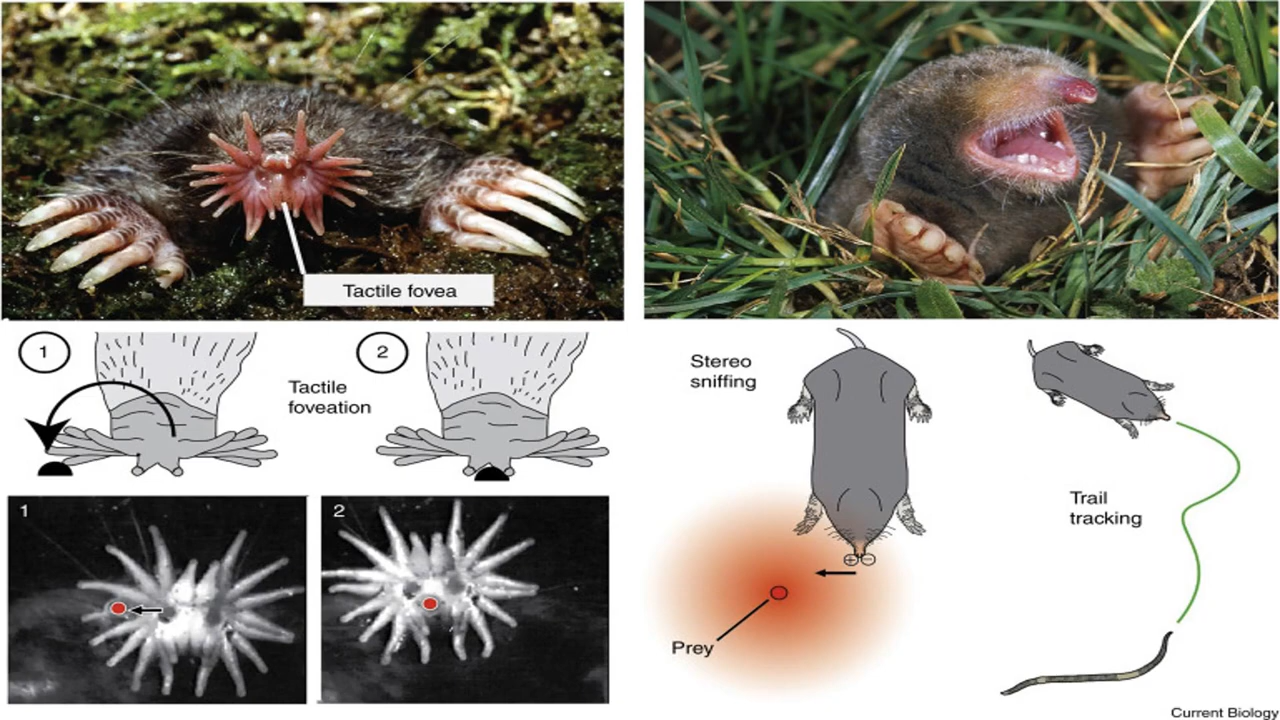 Tactile fovea
1
2
Tactile
foveation
1
2
Stereo
sniffing
+
−
Prey
Trail
tracking
Current Biology